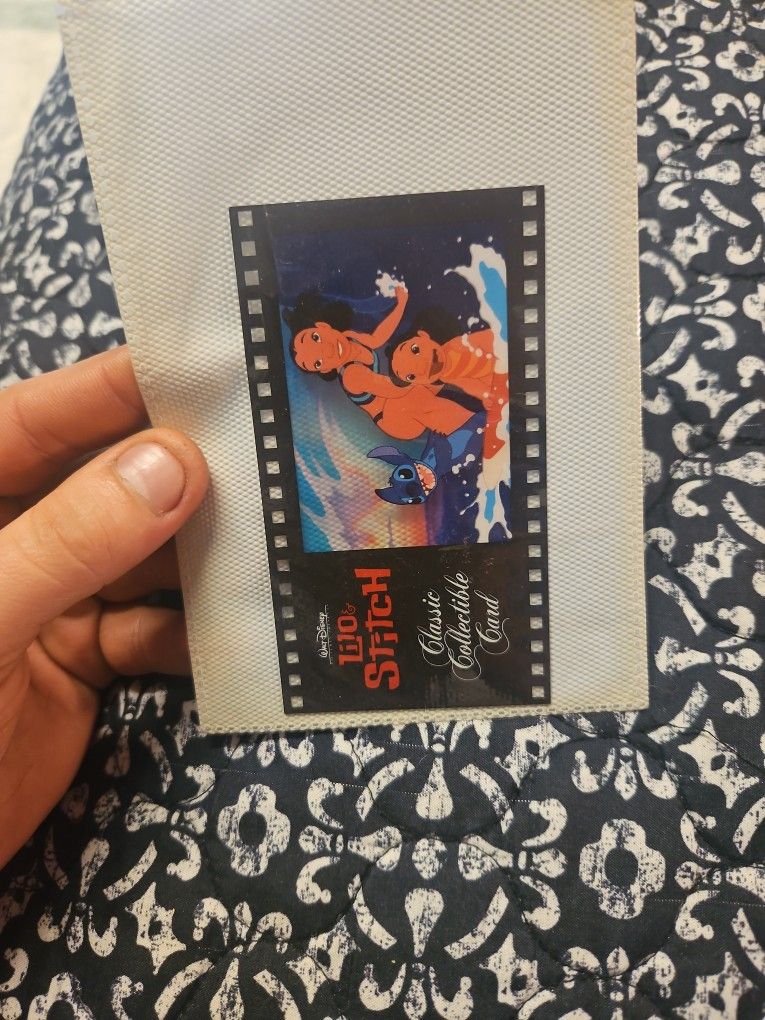 WALT DISNEY
LILO &
STITCH
Classic
Collectible
Card